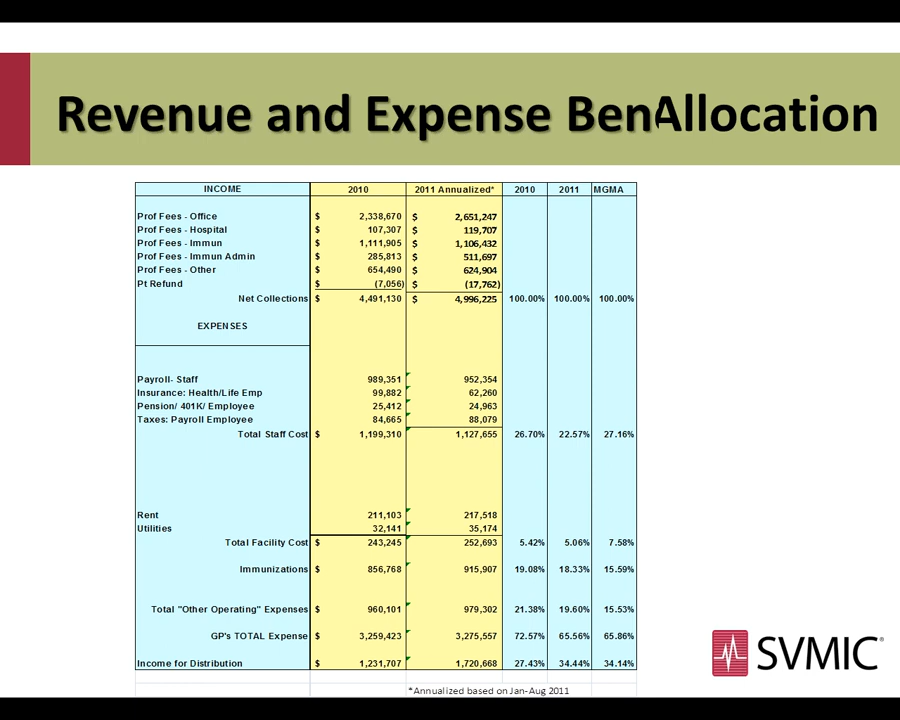 Revenue and Expense BenAllocation
INCOME 2010 2011 Annualized* 2010 2011 MGMA
Prof Fees - Office $ 2,338,670 $ 2,651,247
Prof Fees - Hospital $ 107,307 $ 119,707
Prof Fees - Immun $ 1,111,905 $ 1,106,432
Prof Fees - Immun Admin $ 285,813 $ 511,697
Prof Fees - Other $ 654,490 $ 624,904
Pt Refund $ (7,056) $ (17,762)
Net Collections $ 4,491,130 $ 4,996,225 100.00% 100.00% 100.00%
EXPENSES
Payroll- Staff 989,351 952,354
Insurance: Health/Life Emp 99,882 62,260
Pension/ 401K/ Employee 25,412 24,963
Taxes: Payroll Employee 84,665 88,079
Total Staff Cost $ 1,199,310 1,127,655 26.70% 22.57% 27.16%
Rent 211,103 217,518
Utilities 32,141 35,174
Total Facility Cost $ 243,245 252,693 5.42% 5.06% 7.58%
Immunizations $ 856,768 915,907 19.08% 18.33% 15.59%
Total "Other Operating" Expenses $ 960,101 979,302 21.38% 19.60% 15.53%
GP's TOTAL Expense $ 3,259,423 3,275,557 72.57% 65.56% 65.86%
Income for Distribution $ 1,231,707 1,720,668 27.43% 34.44% 34.14%
*Annualized based on Jan-Aug 2011
SVMIC®